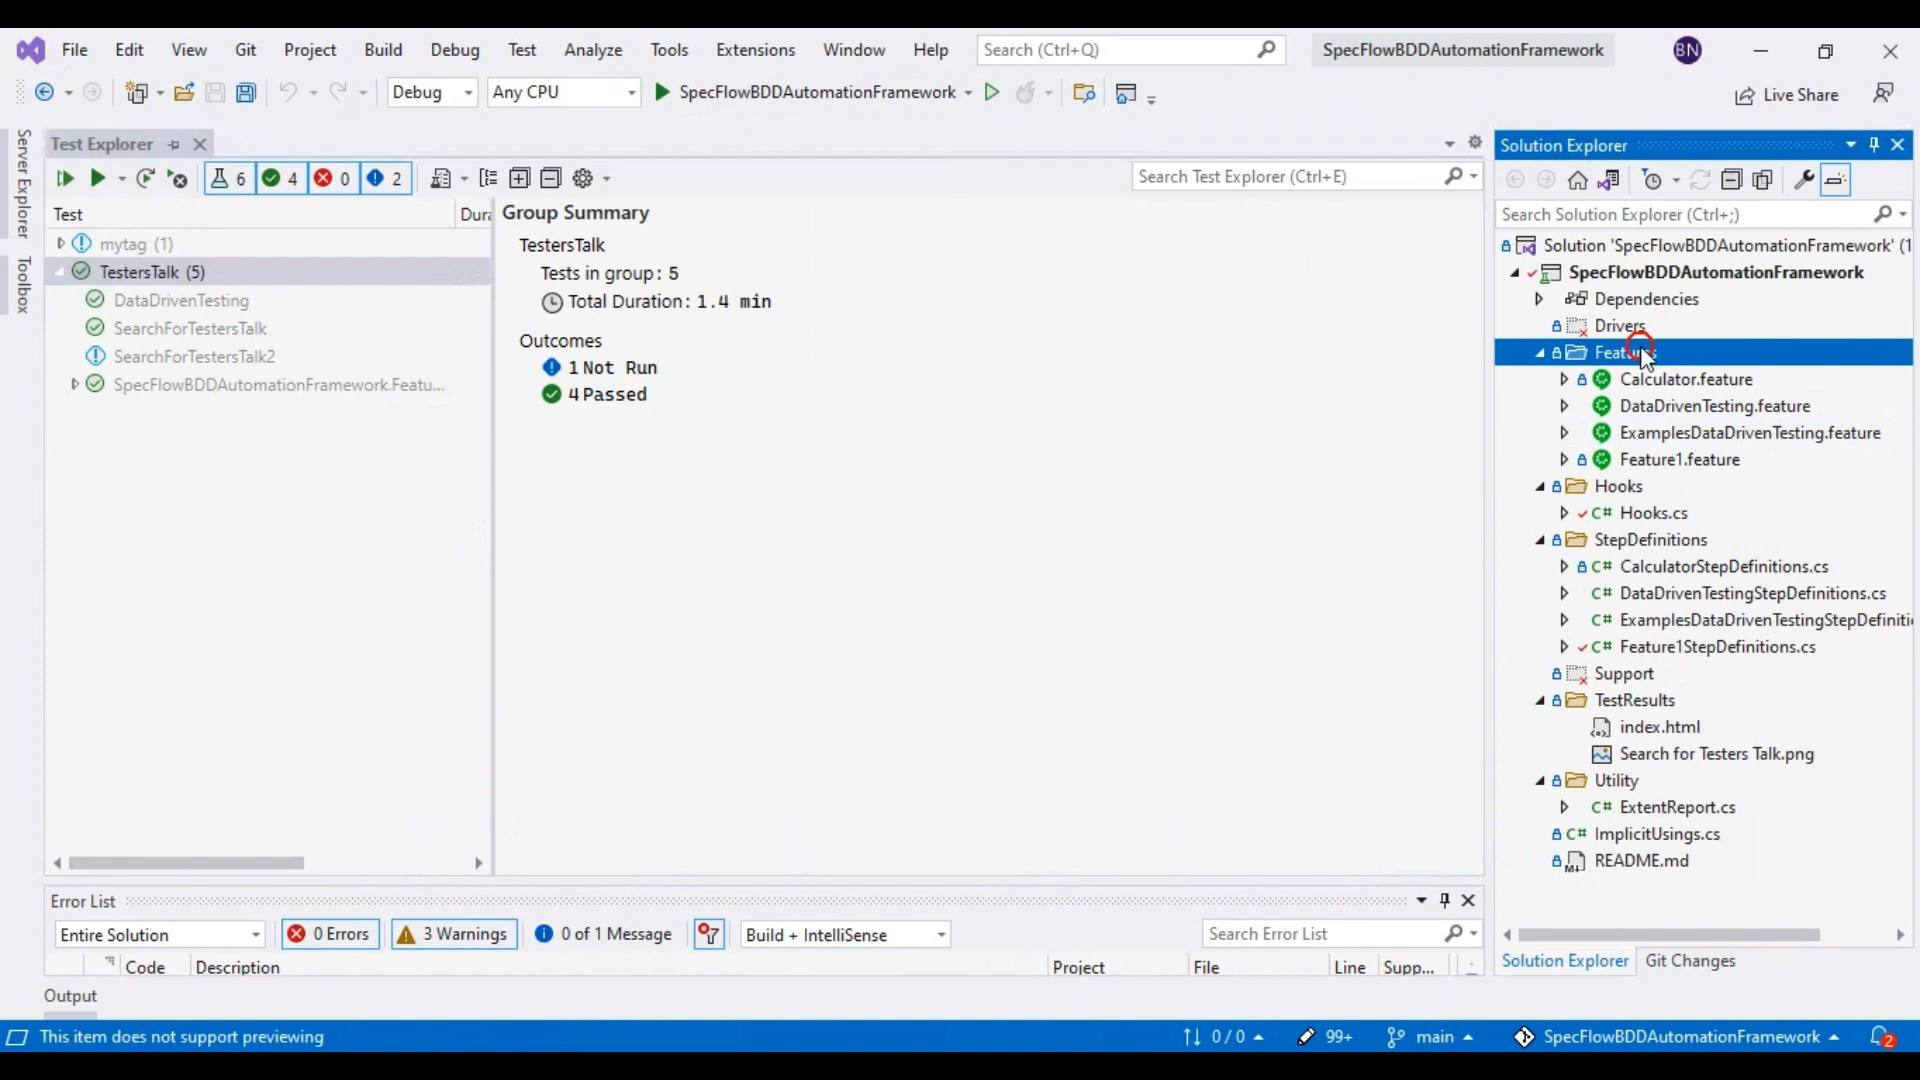 File Edit View Git Project Build Debug Test Analyze Tools Extensions Window Help Search (Ctrl+Q) SpecFlowBDDAutomationFramework BN
Debug Any CPU SpecFlowBDDAutomationFramework Live Share
Server Explorer
Toolbox
Test Explorer
6 4 0 2 Search Test Explorer (Ctrl+E)
Test Dura
mytag (1)
TestersTalk (5)
DataDrivenTesting
SearchForTestersTalk
SearchForTestersTalk2
SpecFlowBDDAutomationFramework.Featu...
Group Summary
TestersTalk
Tests in group: 5
Total Duration: 1.4 min
Outcomes
1 Not Run
4 Passed
Solution Explorer
Search Solution Explorer (Ctrl+;)
Solution 'SpecFlowBDDAutomationFramework' (1
SpecFlowBDDAutomationFramework
Dependencies
Drivers
Features
Calculator.feature
DataDrivenTesting.feature
ExamplesDataDrivenTesting.feature
Feature1.feature
Hooks
C# Hooks.cs
StepDefinitions
C# CalculatorStepDefinitions.cs
C# DataDrivenTestingStepDefinitions.cs
C# ExamplesDataDrivenTestingStepDefiniti
C# Feature1StepDefinitions.cs
Support
TestResults
index.html
Search for Testers Talk.png
Utility
C# ExtentReport.cs
C# ImplicitUsings.cs
README.md
Solution Explorer Git Changes
Error List
Entire Solution 0 Errors 3 Warnings 0 of 1 Message Build + IntelliSense Search Error List
Code Description Project File Line Supp...
Output
This item does not support previewing 0 / 0 99+ main SpecFlowBDDAutomationFramework 2